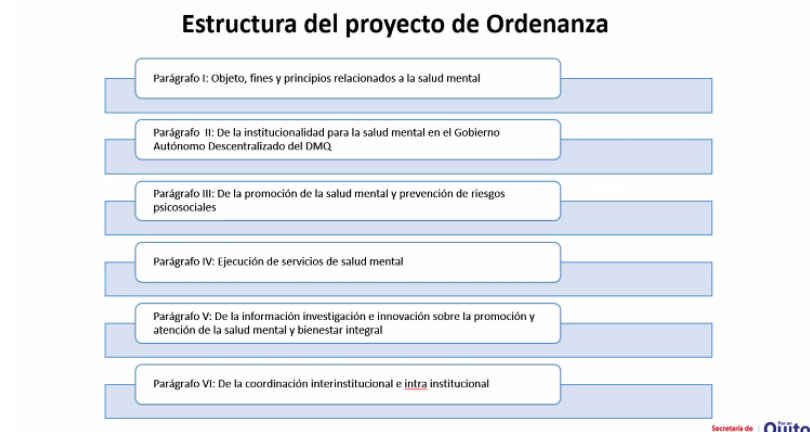 Estructura del proyecto de Ordenanza
Parágrafo I: Objeto, fines y principios relacionados a la salud mental
Parágrafo II: De la institucionalidad para la salud mental en el Gobierno
Autónomo Descentralizado del DMQ
Parágrafo III: De la promoción de la salud mental y prevención de riesgos
psicosociales
Parágrafo IV: Ejecución de servicios de salud mental
Parágrafo V: De la información investigación e innovación sobre la promoción y
atención de la salud mental y bienestar integral
Parágrafo VI: De la coordinación interinstitucional e intra institucional
Secretaría de
Quito